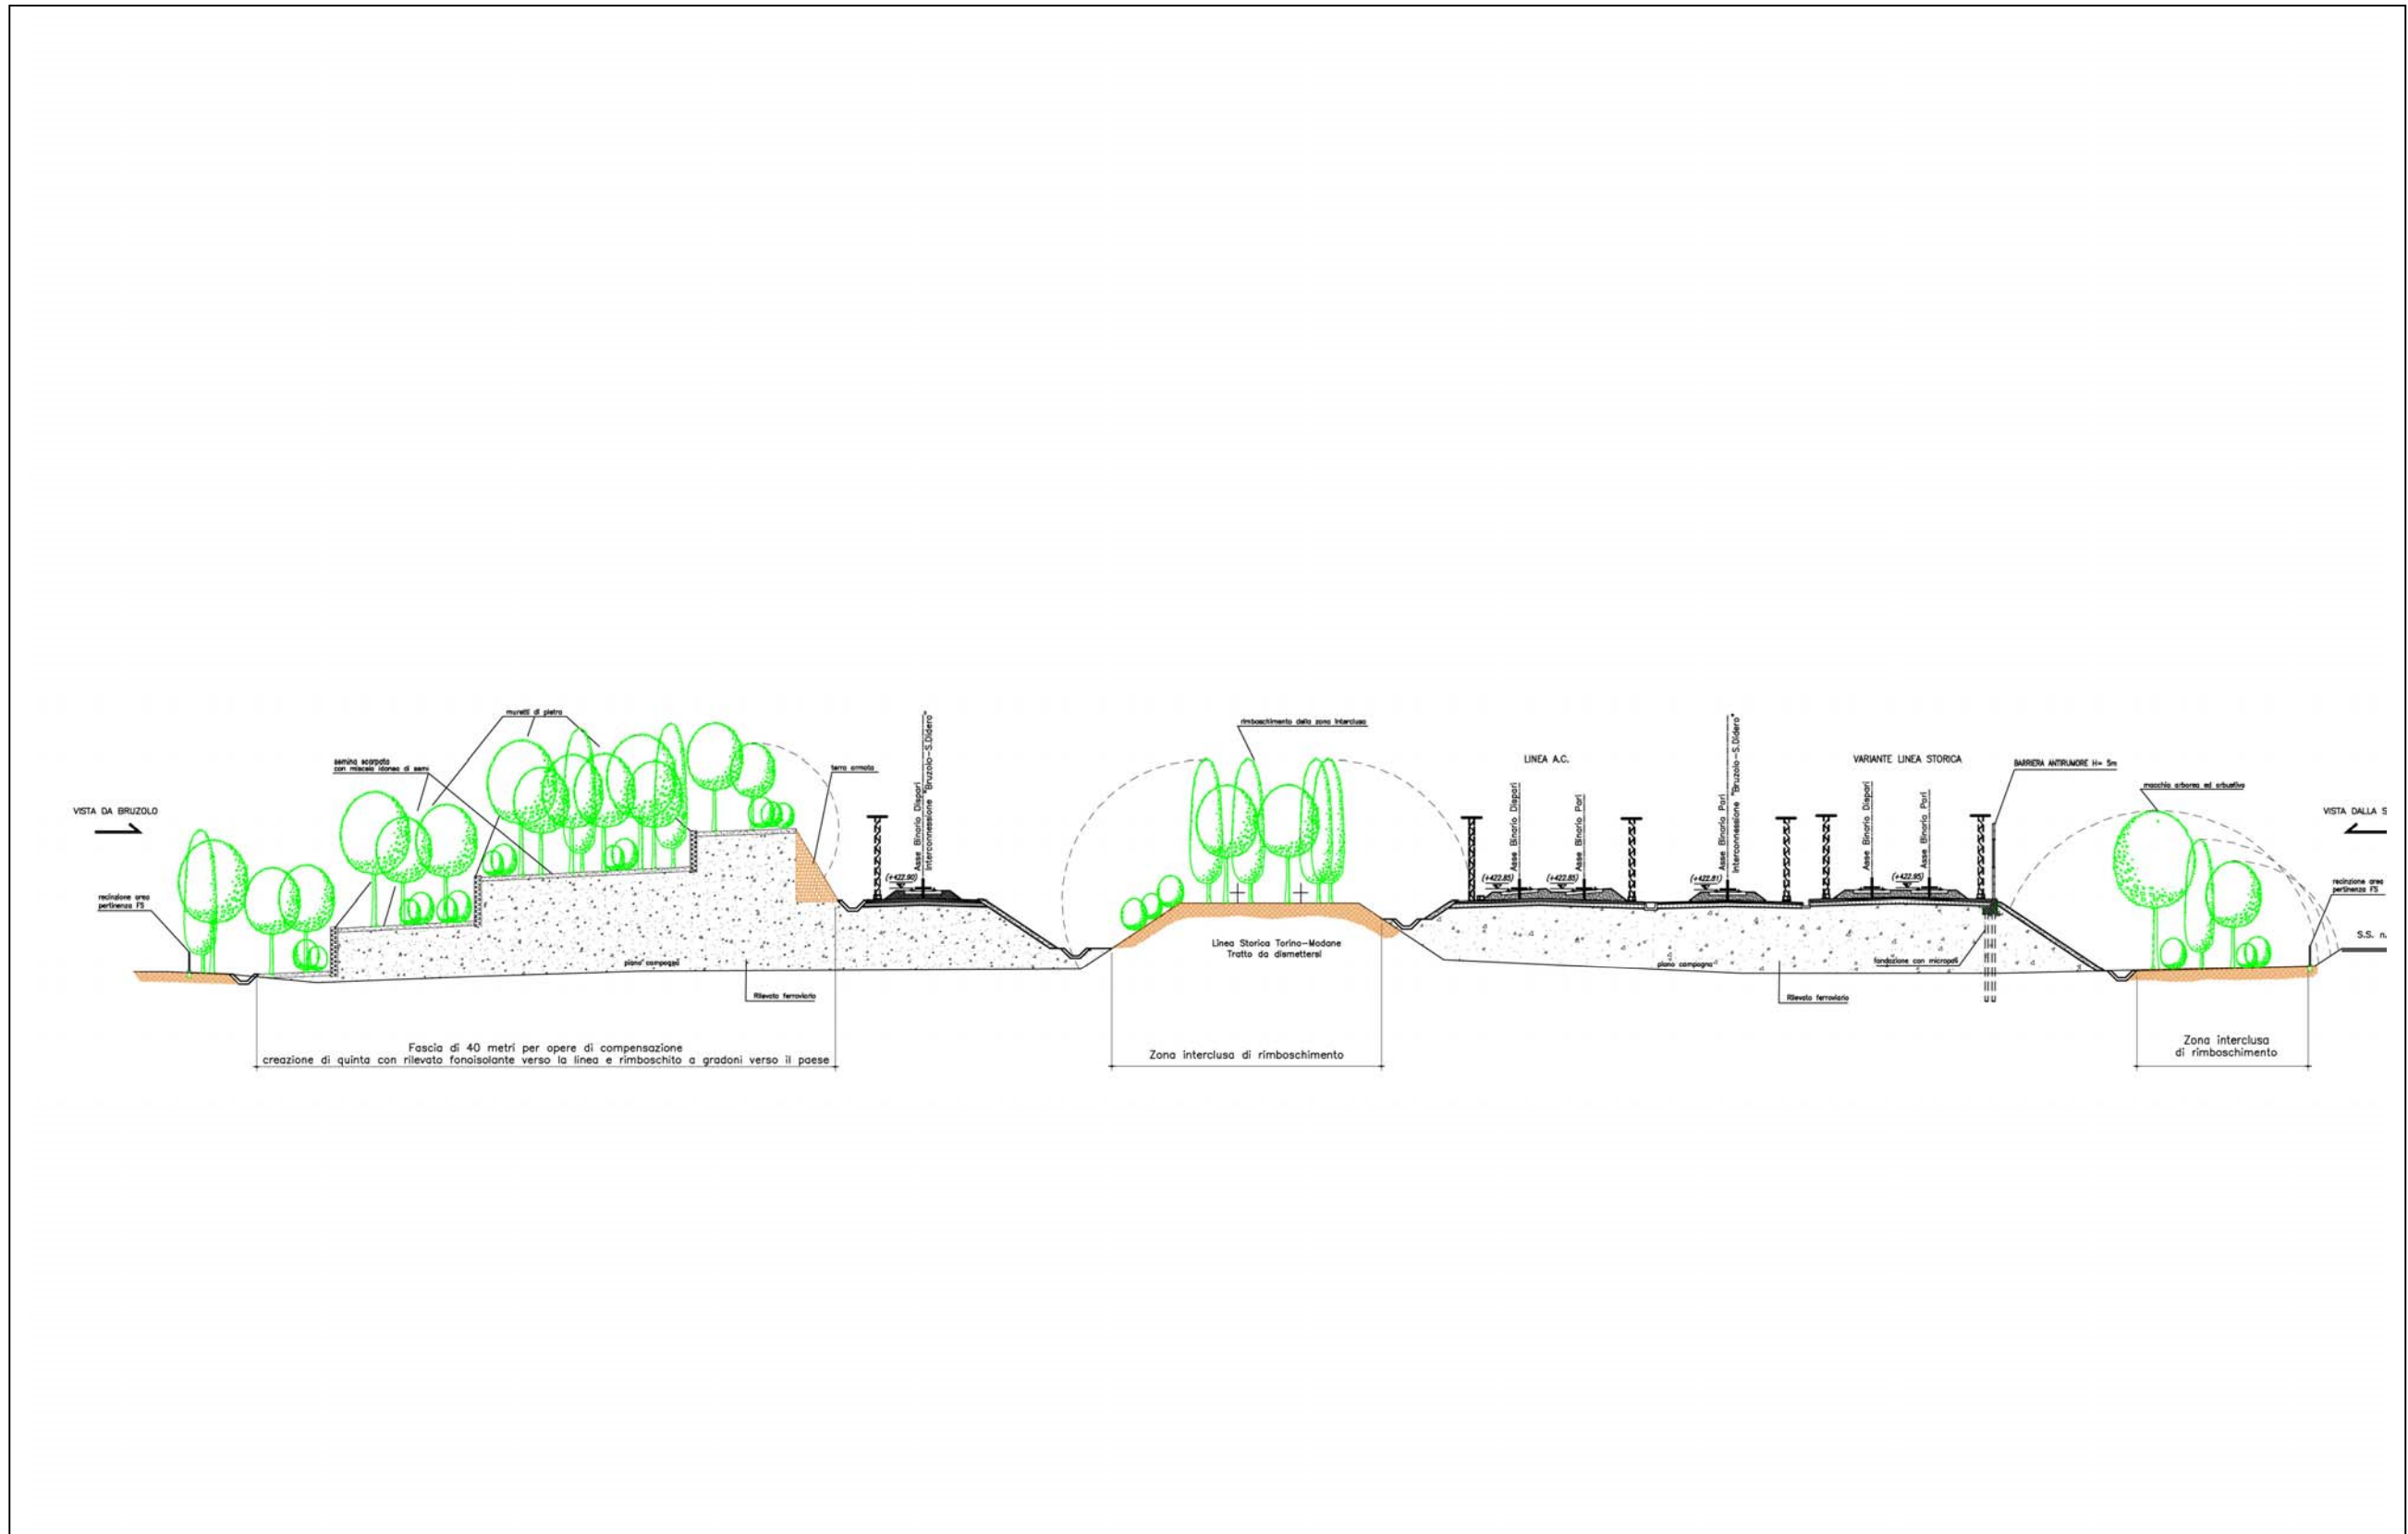 muretti di pietra
rimboschimento della zona interclusa
semina scarpata
con miscela idonea di semi
terra armata
Asse Binario Dispari
Interconnessione "Bruzolo-S.Didero"
LINEA A.C.
Asse Binario Pari
Interconnessione "Bruzolo-S.Didero"
VARIANTE LINEA STORICA
BARRIERA ANTIRUMORE H= 5m
macchia arborea ed arbustiva
VISTA DA BRUZOLO
VISTA DALLA S
Asse Binario Dispari
Asse Binario Pari
Asse Binario Dispari
Asse Binario Pari
(+422.90)
(+422.85)
(+422.85)
(+422.81)
(+422.95)
recinzione area
pertinenza FS
recinzione area
pertinenza FS
S.S. n.
Linea Storica Torino-Modane
Tratto da dismettersi
piano campagna
piano campagna
fondazione con micropali
Rilevato ferroviario
Rilevato ferroviario
Fascia di 40 metri per opere di compensazione
creazione di quinta con rilevato fonoisolante verso la linea e rimboschito a gradoni verso il paese
Zona interclusa di rimboschimento
Zona interclusa
di rimboschimento